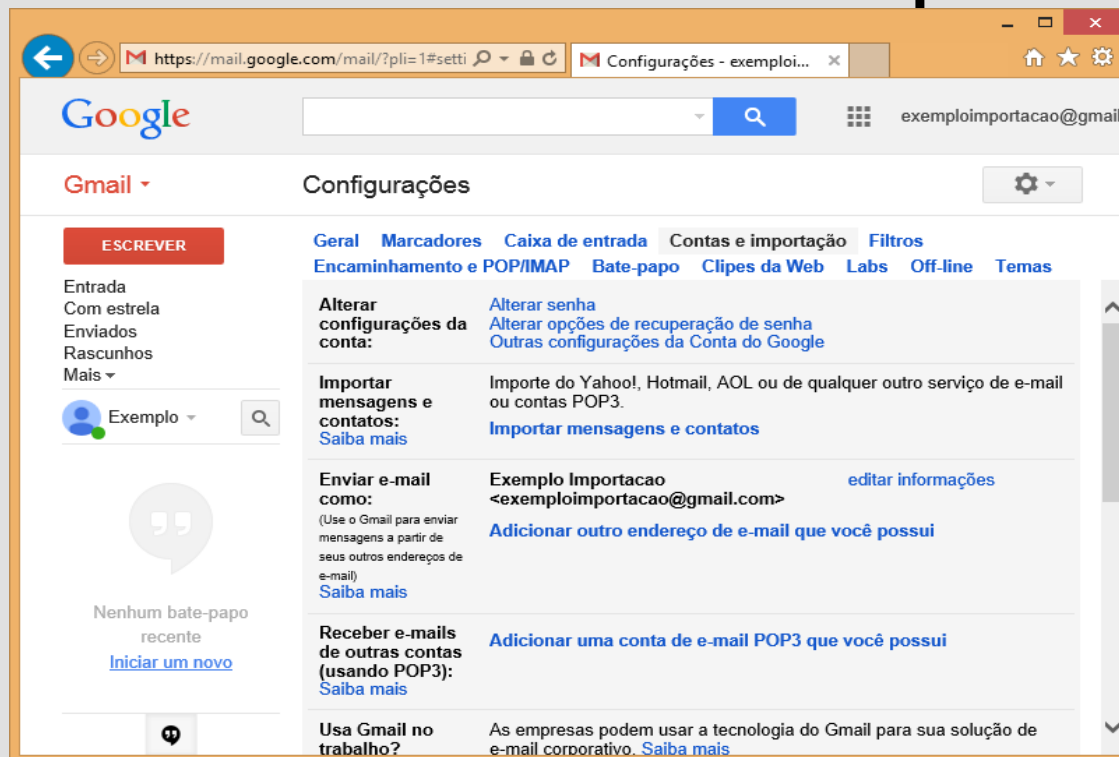 https://mail.google.com/mail/?pli=1#setti
Configurações - exemploi...
Google
exemploimportacao@gmail
Gmail
Configurações
ESCREVER
Entrada
Com estrela
Enviados
Rascunhos
Mais
Exemplo
Nenhum bate-papo
recente
Iniciar um novo
Geral Marcadores Caixa de entrada Contas e importação Filtros
Encaminhamento e POP/IMAP Bate-papo Clipes da Web Labs Off-line Temas
Alterar
configurações da
conta:
Alterar senha
Alterar opções de recuperação de senha
Outras configurações da Conta do Google
Importar
mensagens e
contatos:
Saiba mais
Importe do Yahoo!, Hotmail, AOL ou de qualquer outro serviço de e-mail
ou contas POP3.
Importar mensagens e contatos
Enviar e-mail
como:
(Use o Gmail para enviar
mensagens a partir de
seus outros endereços de
e-mail)
Saiba mais
Exemplo Importacao
<exemploimportacao@gmail.com>
editar informações
Adicionar outro endereço de e-mail que você possui
Receber e-mails
de outras contas
(usando POP3):
Saiba mais
Adicionar uma conta de e-mail POP3 que você possui
Usa Gmail no
trabalho?
As empresas podem usar a tecnologia do Gmail para sua solução de
e-mail corporativo. Saiba mais